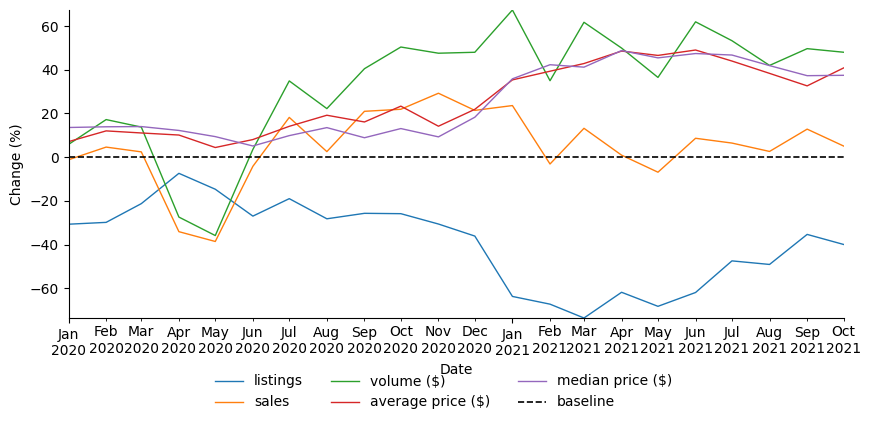 60
40
20
0
−20
−40
−60
Change (%)
Jan Feb Mar Apr May Jun Jul Aug Sep Oct Nov Dec Jan Feb Mar Apr May Jun Jul Aug Sep Oct
2020 2020 2020 2020 2020 2020 2020 2020 2020 2020 2020 2020 2021 2021 2021 2021 2021 2021 2021 2021 2021 2021
Date
listings volume ($) median price ($)
sales average price ($) baseline